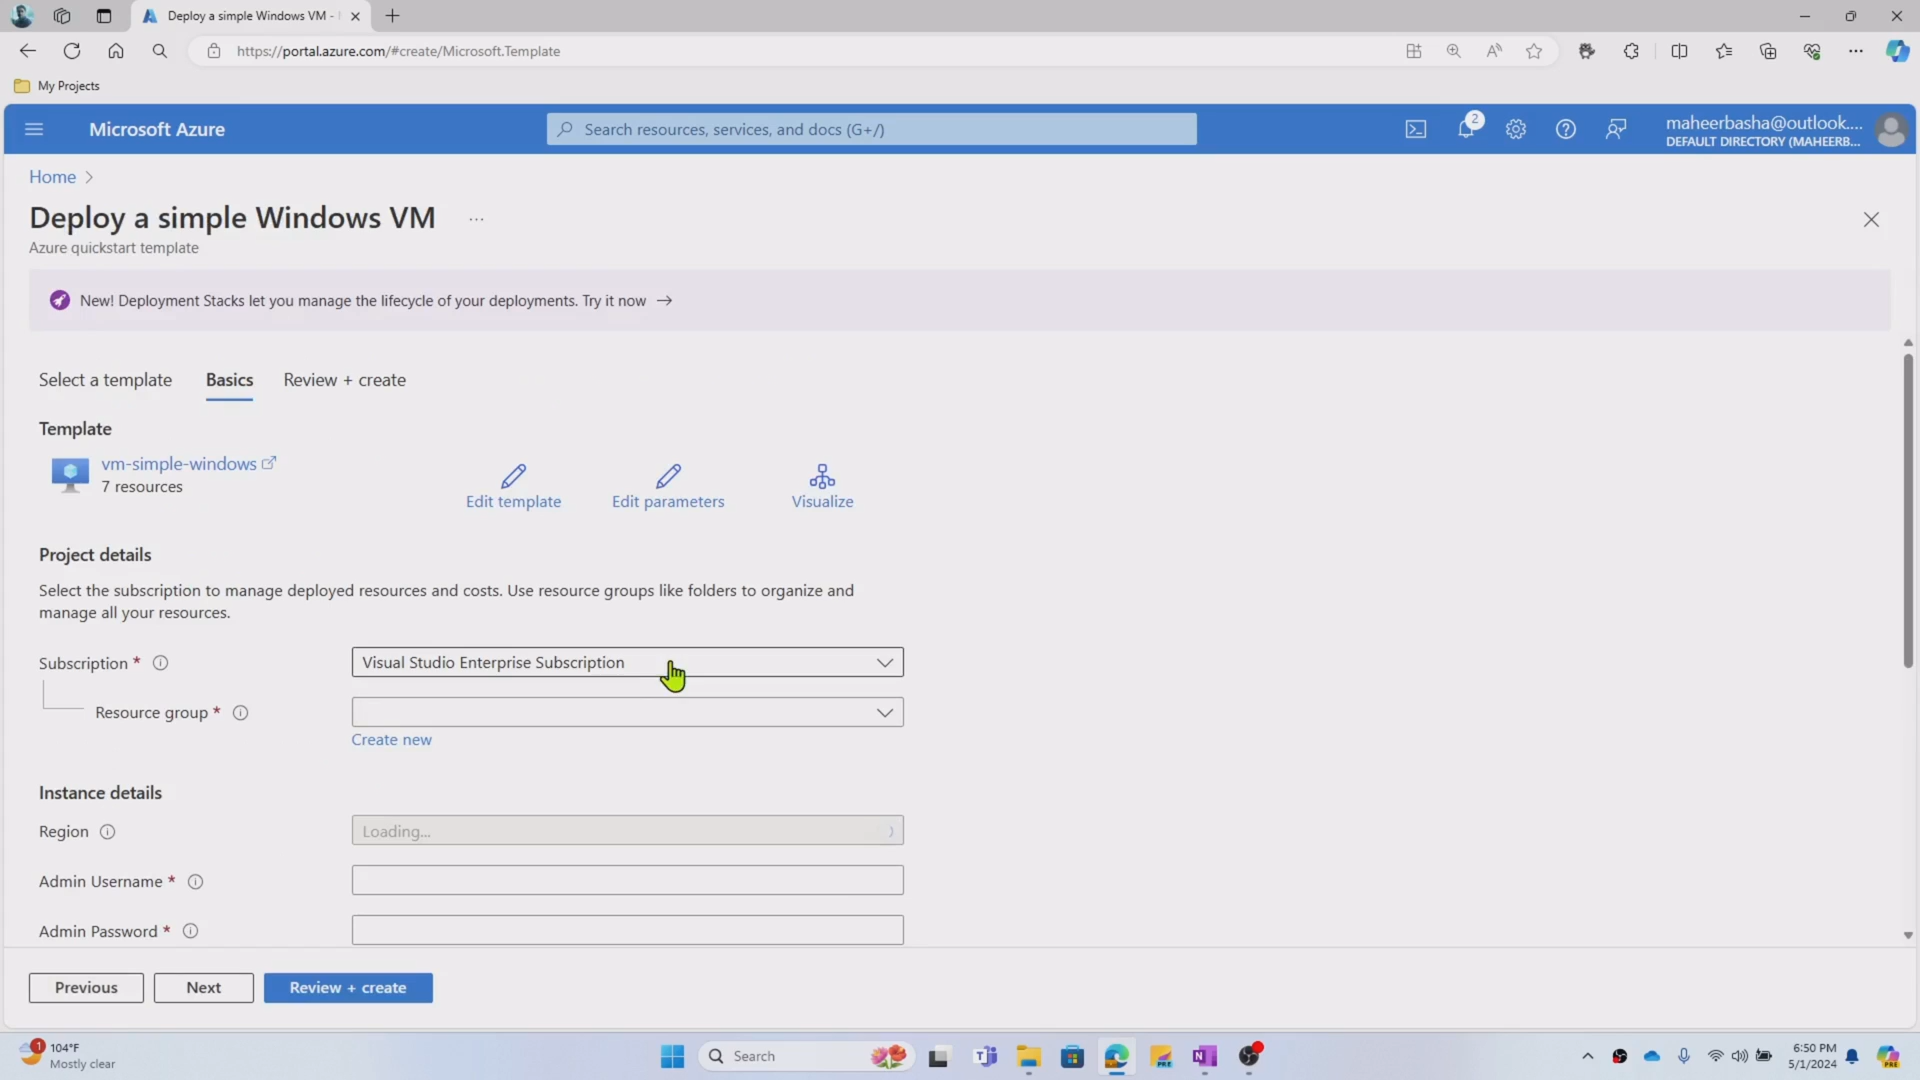 Deploy a simple Windows VM -
https://portal.azure.com/#create/Microsoft.Template
My Projects
Microsoft Azure
Search resources, services, and docs (G+/)
2
maheerbasha@outlook....
DEFAULT DIRECTORY (MAHEERB...
Home
Deploy a simple Windows VM
...
Azure quickstart template
New! Deployment Stacks let you manage the lifecycle of your deployments. Try it now →
Select a template
Basics
Review + create
Template
vm-simple-windows
7 resources
Edit template
Edit parameters
Visualize
Project details
Select the subscription to manage deployed resources and costs. Use resource groups like folders to organize and
manage all your resources.
Subscription *
Visual Studio Enterprise Subscription
Resource group *
Create new
Instance details
Region
Loading...
Admin Username *
Admin Password *
Previous
Next
Review + create
1
104°F
Mostly clear
Search
PRE
6:50 PM
5/1/2024
PRE